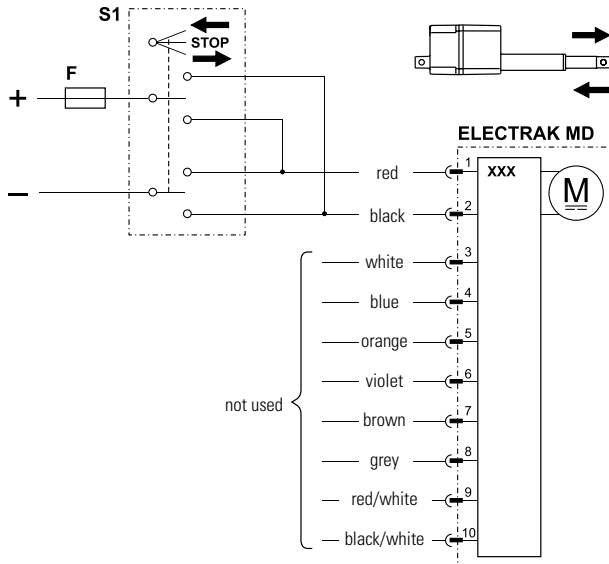 S1
STOP
F
+
−
ELECTRAK MD
red
1
XXX
M
black
2
white
3
blue
4
orange
5
violet
6
not used
brown
7
grey
8
red/white
9
black/white
10